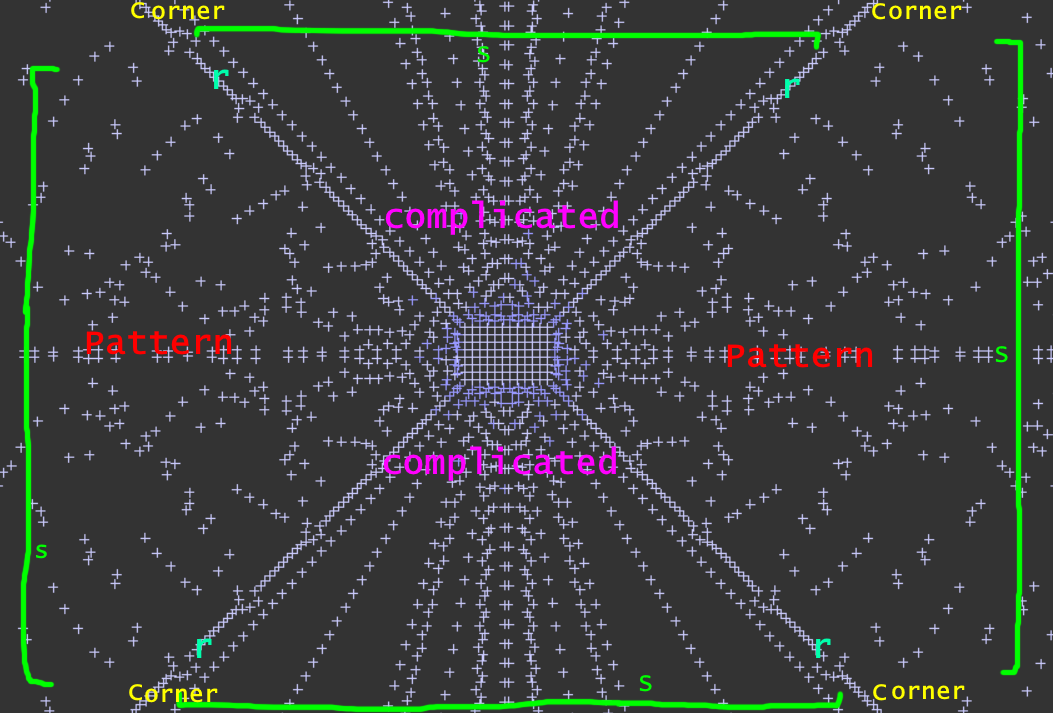 Corner
Corner
s
r
r
complicated
Pattern
Pattern
s
complicated
s
r
r
s
Corner
Corner